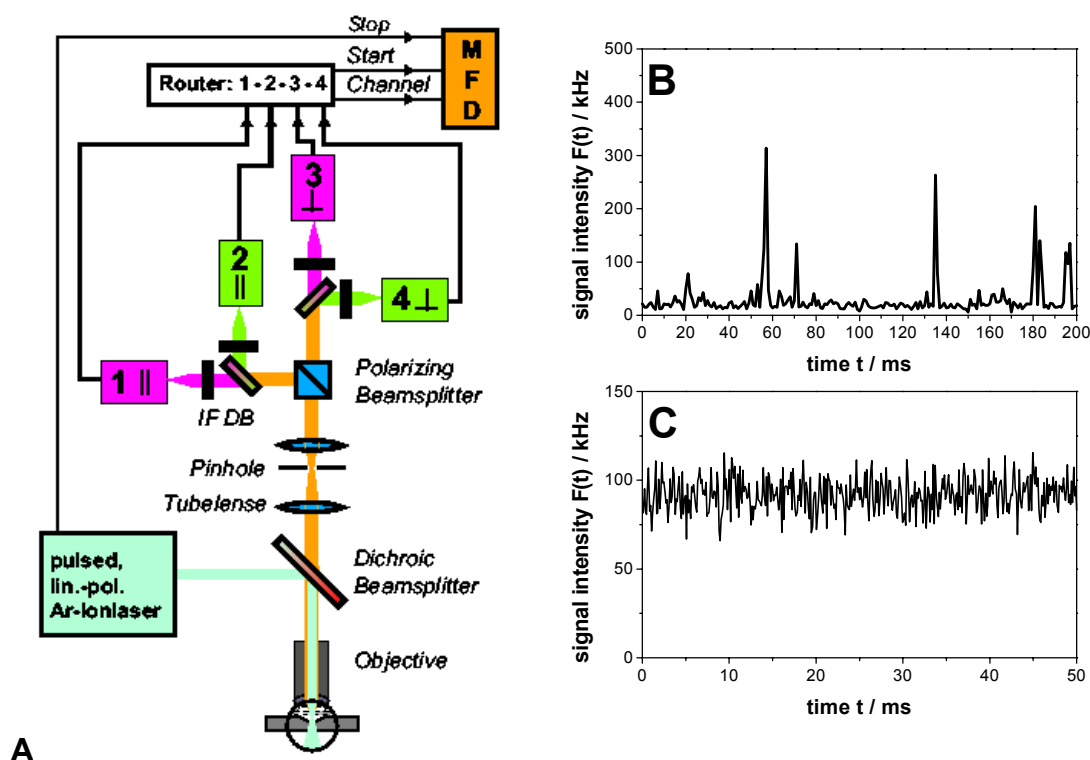 Stop
Start
Channel
M
F
D
Router: 1 - 2 - 3 - 4
3
⊥
2
||
4 ⊥
1 ||
IF DB
Polarizing
Beamsplitter
Pinhole
Tubelense
Dichroic
Beamsplitter
pulsed,
lin.-pol.
Ar-Ionlaser
Objective
A
B
signal intensity F(t) / kHz
500
400
300
200
100
0
0 20 40 60 80 100 120 140 160 180 200
time t / ms
C
signal intensity F(t) / kHz
150
100
50
0
0 10 20 30 40 50
time t / ms